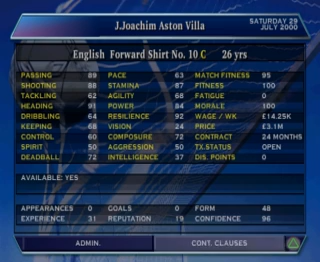 J.Joachim Aston Villa
SATURDAY 29
JULY 2000
English Forward Shirt No. 10 C 26 yrs
PASSING 89 PACE 63 MATCH FITNESS 95
SHOOTING 88 STAMINA 87 FITNESS 100
TACKLING 62 AGILITY 68 FATIGUE 0
HEADING 91 POWER 84 MORALE 100
DRIBBLING 64 RESILIENCE 92 WAGE / WK £14.25K
KEEPING 68 VISION 24 PRICE £3.1M
CONTROL 60 COMPOSURE 72 CONTRACT 24 MONTHS
SPIRIT 50 AGGRESSION 50 TX.STATUS OPEN
DEADBALL 72 INTELLIGENCE 37 DIS. POINTS 0
AVAILABLE: YES
APPEARANCES 0 GOALS 0 FORM 48
EXPERIENCE 31 REPUTATION 19 CONFIDENCE 96
ADMIN. CONT. CLAUSES